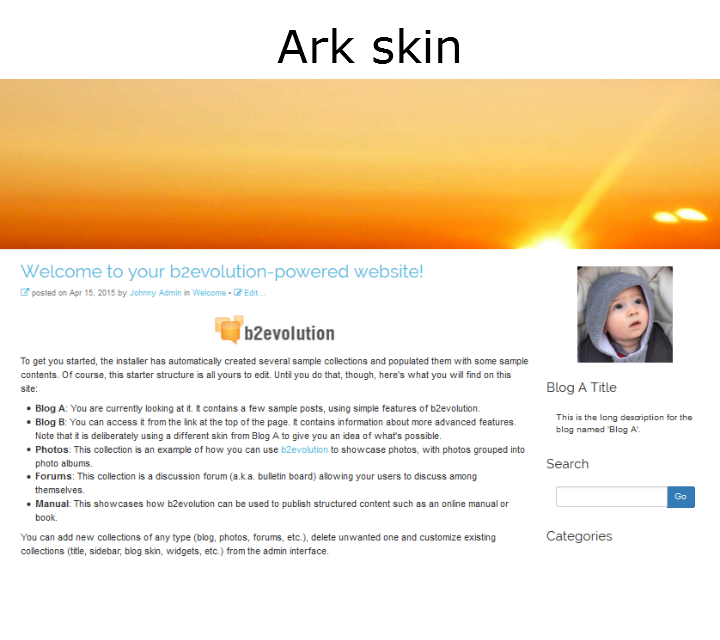 Ark skin
Welcome to your b2evolution-powered website!
posted on Apr 15, 2015 by Johnny Admin in Welcome • Edit...
b2evolution
To get you started, the installer has automatically created several sample collections and populated them with some sample
contents. Of course, this starter structure is all yours to edit. Until you do that, though, here's what you will find on this
site:
• Blog A: You are currently looking at it. It contains a few sample posts, using simple features of b2evolution.
• Blog B: You can access it from the link at the top of the page. It contains information about more advanced features.
Note that it is deliberately using a different skin from Blog A to give you an idea of what's possible.
• Photos: This collection is an example of how you can use b2evolution to showcase photos, with photos grouped into
photo albums.
• Forums: This collection is a discussion forum (a.k.a. bulletin board) allowing your users to discuss among
themselves.
• Manual: This showcases how b2evolution can be used to publish structured content such as an online manual or
book.
You can add new collections of any type (blog, photos, forums, etc.), delete unwanted one and customize existing
collections (title, sidebar, blog skin, widgets, etc.) from the admin interface.
Blog A Title
This is the long description for the
blog named 'Blog A'.
Search
Go
Categories